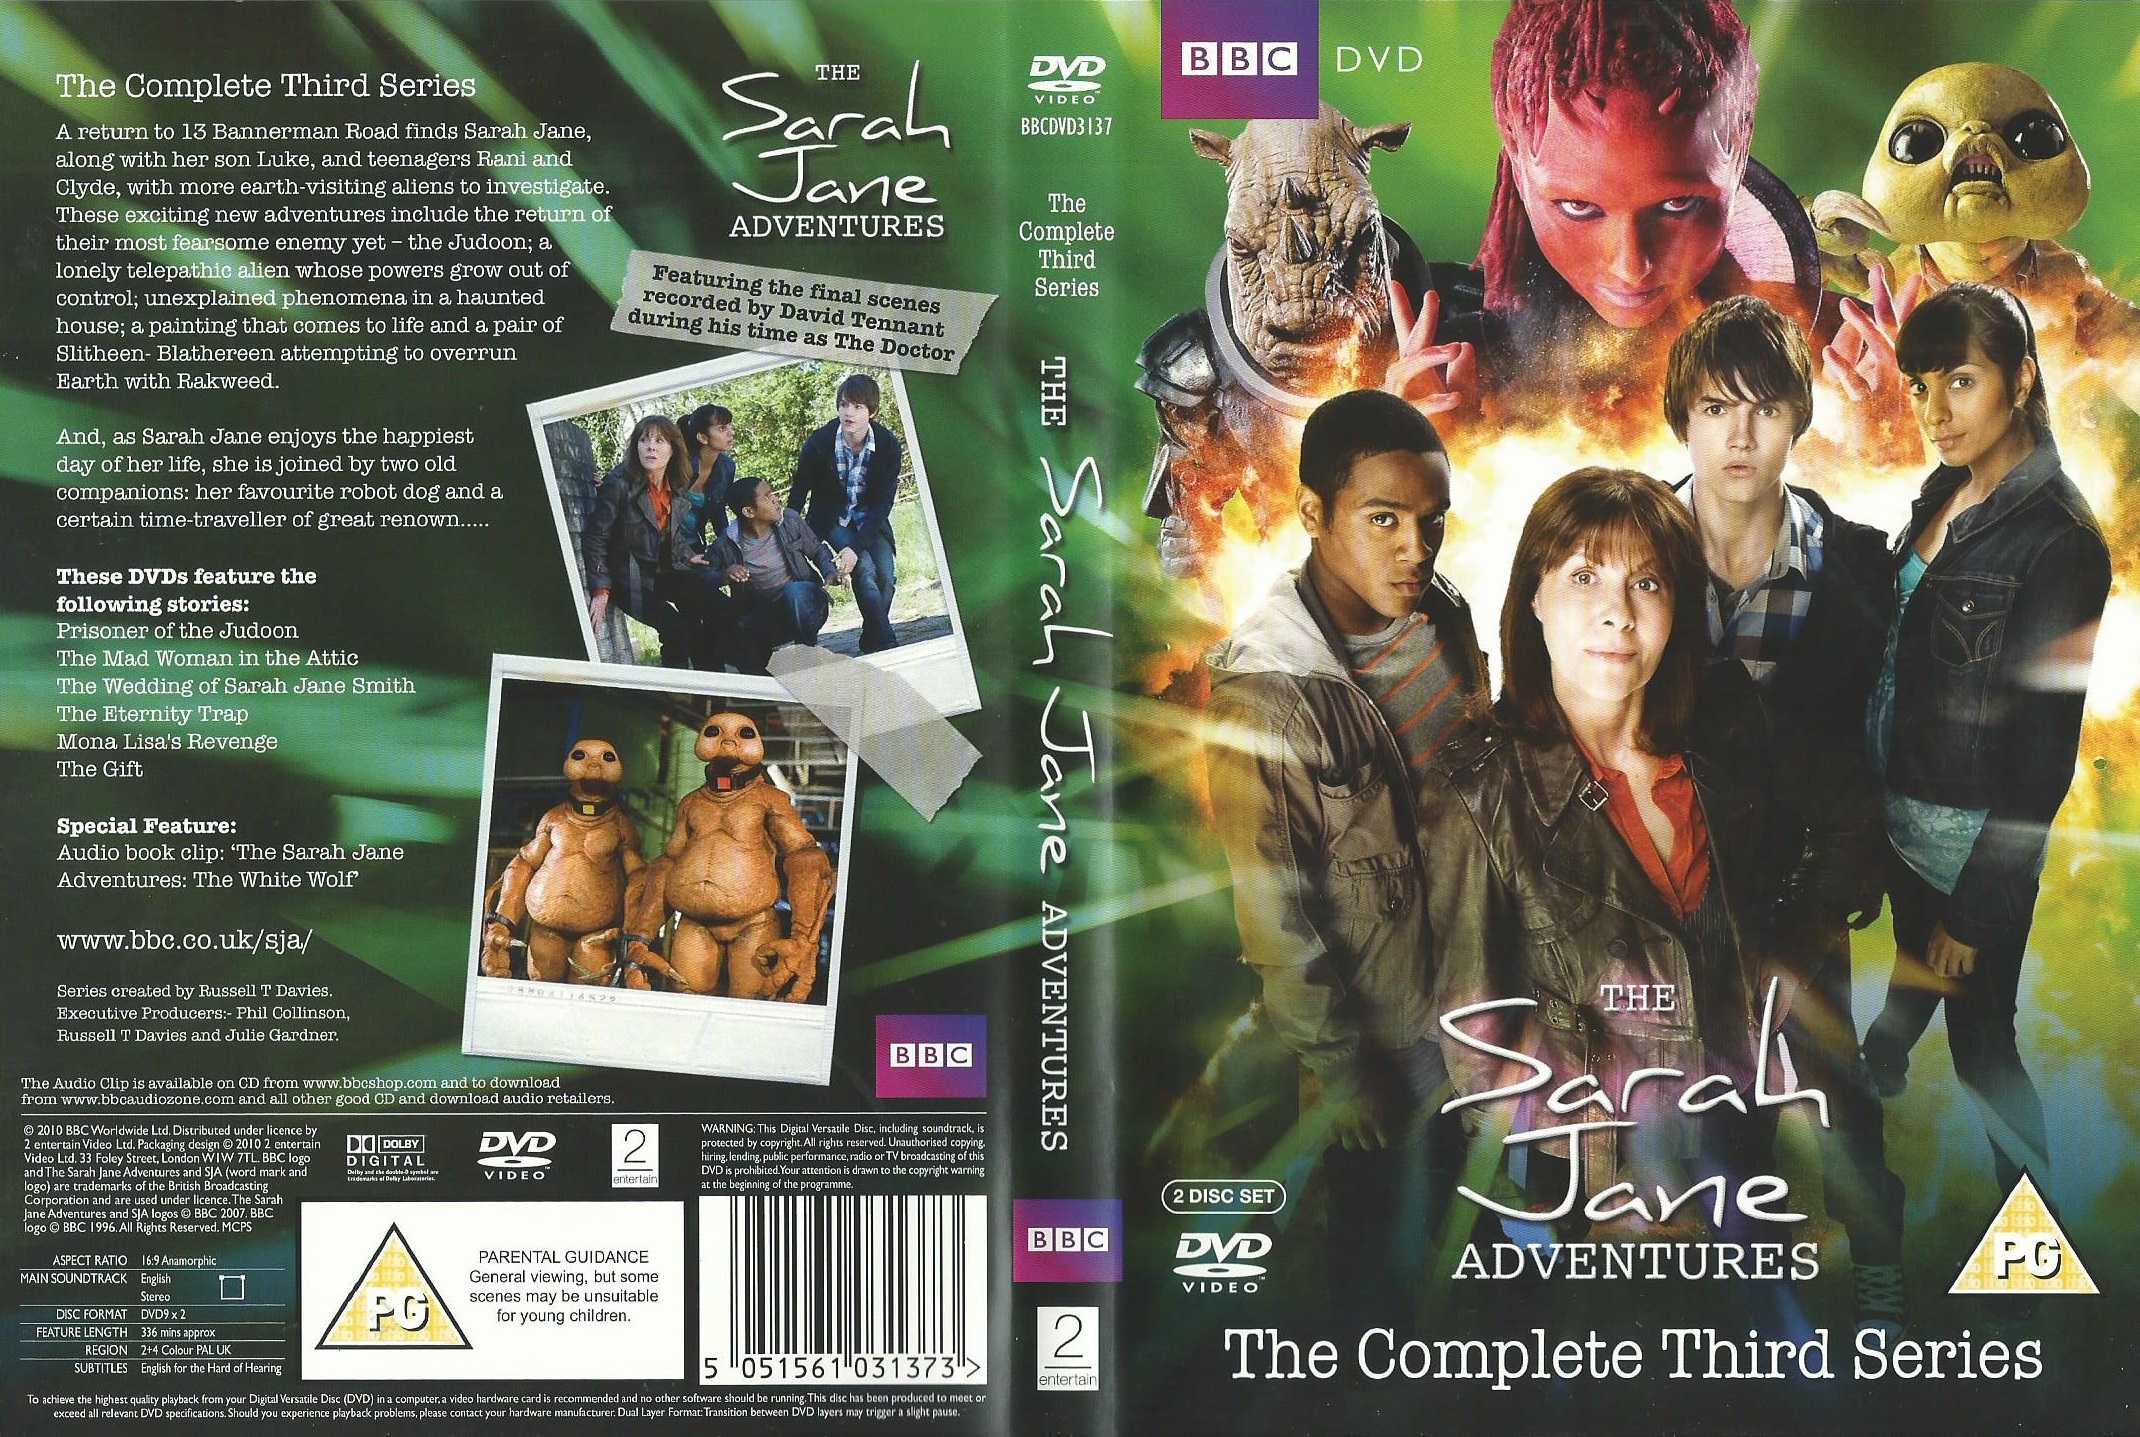 The Complete Third Series
A return to 13 Bannerman Road finds Sarah Jane,
along with her son Luke, and teenagers Rani and
Clyde, with more earth-visiting aliens to investigate.
These exciting new adventures include the return of
their most fearsome enemy yet – the Judoon; a
lonely telepathic alien whose powers grow out of
control; unexplained phenomena in a haunted
house; a painting that comes to life and a pair of
Slitheen- Blathereen attempting to overrun
Earth with Rakweed.
And, as Sarah Jane enjoys the happiest
day of her life, she is joined by two old
companions: her favourite robot dog and a
certain time-traveller of great renown.....
These DVDs feature the
following stories:
Prisoner of the Judoon
The Mad Woman in the Attic
The Wedding of Sarah Jane Smith
The Eternity Trap
Mona Lisa's Revenge
The Gift
Special Feature:
Audio book clip: ‘The Sarah Jane
Adventures: The White Wolf’
www.bbc.co.uk/sja/
Series created by Russell T Davies.
Executive Producers:- Phil Collinson,
Russell T Davies and Julie Gardner.
The Audio Clip is available on CD from www.bbcshop.com and to download
from www.bbcaudiozone.com and all other good CD and download audio retailers.
THE
Sarah
Jane
ADVENTURES
Featuring the final scenes
recorded by David Tennant
during his time as The Doctor
BBC
© 2010 BBC Worldwide Ltd. Distributed under licence by
2 entertain Video Ltd. Packaging design © 2010 2 entertain
Video Ltd. 33 Foley Street, London W1W 7TL. BBC logo
and The Sarah Jane Adventures and SJA (word mark and
logo) are trademarks of the British Broadcasting
Corporation and are used under licence. The Sarah
Jane Adventures and SJA logos © BBC 2007. BBC
logo © BBC 1996. All Rights Reserved. MCPS
DOLBY
DIGITAL
Dolby and the double-D symbol are
trademarks of Dolby Laboratories.
DVD
VIDEO™
2
entertain
WARNING: This Digital Versatile Disc, including soundtrack, is
protected by copyright. All rights reserved. Unauthorised copying,
hiring, lending, public performance, radio or TV broadcasting of this
DVD is prohibited. Your attention is drawn to the copyright warning
at the beginning of the programme.
ASPECT RATIO 16:9 Anamorphic
MAIN SOUNDTRACK English
Stereo
DISC FORMAT DVD9 x 2
FEATURE LENGTH 336 mins approx
REGION 2+4 Colour PAL UK
SUBTITLES English for the Hard of Hearing
PG
PARENTAL GUIDANCE
General viewing, but some
scenes may be unsuitable
for young children.
5 051561 031373 >
To achieve the highest quality playback from your Digital Versatile Disc (DVD) in a computer, a video hardware card is recommended and no other software should be running. This disc has been produced to meet or
exceed all relevant DVD specifications. Should you experience playback problems, please contact your hardware manufacturer. Dual Layer Format: Transition between DVD layers may trigger a slight pause.
DVD
VIDEO™
BBCDVD3137
The
Complete
Third
Series
THE Sarah Jane ADVENTURES
BBC
2
entertain
BBC DVD
THE
Sarah
Jane
ADVENTURES
2 DISC SET
DVD
VIDEO™
PG
The Complete Third Series